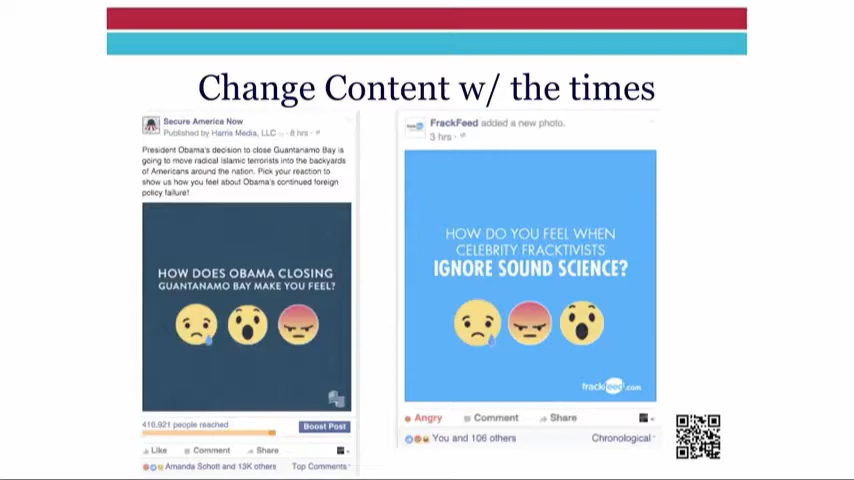 Change Content w/ the times
Secure America Now
Published by Harris Media, LLC · 6 hrs ·
President Obama's decision to close Guantanamo Bay is
going to move radical Islamic terrorists into the backyards
of Americans around the nation. Pick your reaction to
show us how you feel about Obama's continued foreign
policy failure!
HOW DOES OBAMA CLOSING
GUANTANAMO BAY MAKE YOU FEEL?
416,921 people reached
Boost Post
Like Comment Share
Amanda Schott and 13K others Top Comments
FrackFeed added a new photo.
3 hrs ·
HOW DO YOU FEEL WHEN
CELEBRITY FRACKTIVISTS
IGNORE SOUND SCIENCE?
frackfeed.com
Angry Comment Share
You and 106 others Chronological